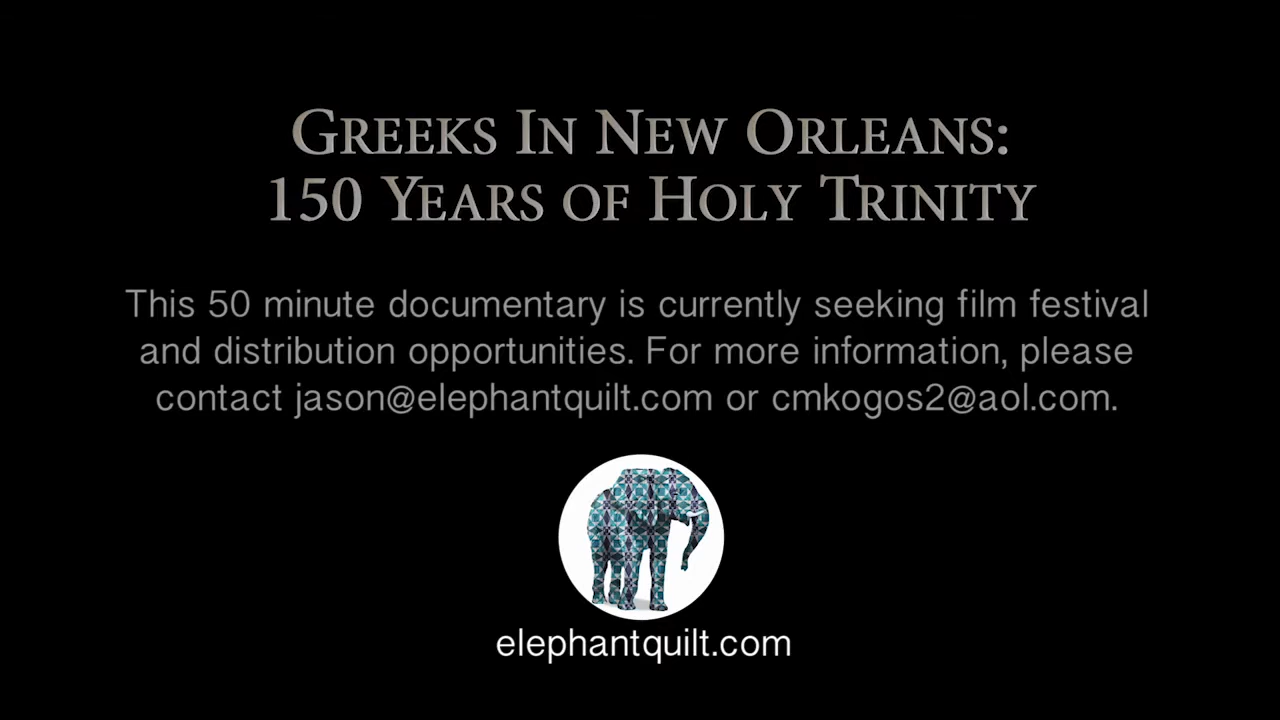 GREEKS IN NEW ORLEANS:
150 YEARS OF HOLY TRINITY
This 50 minute documentary is currently seeking film festival
and distribution opportunities. For more information, please
contact jason@elephantquilt.com or cmkogos2@aol.com.
elephantquilt.com